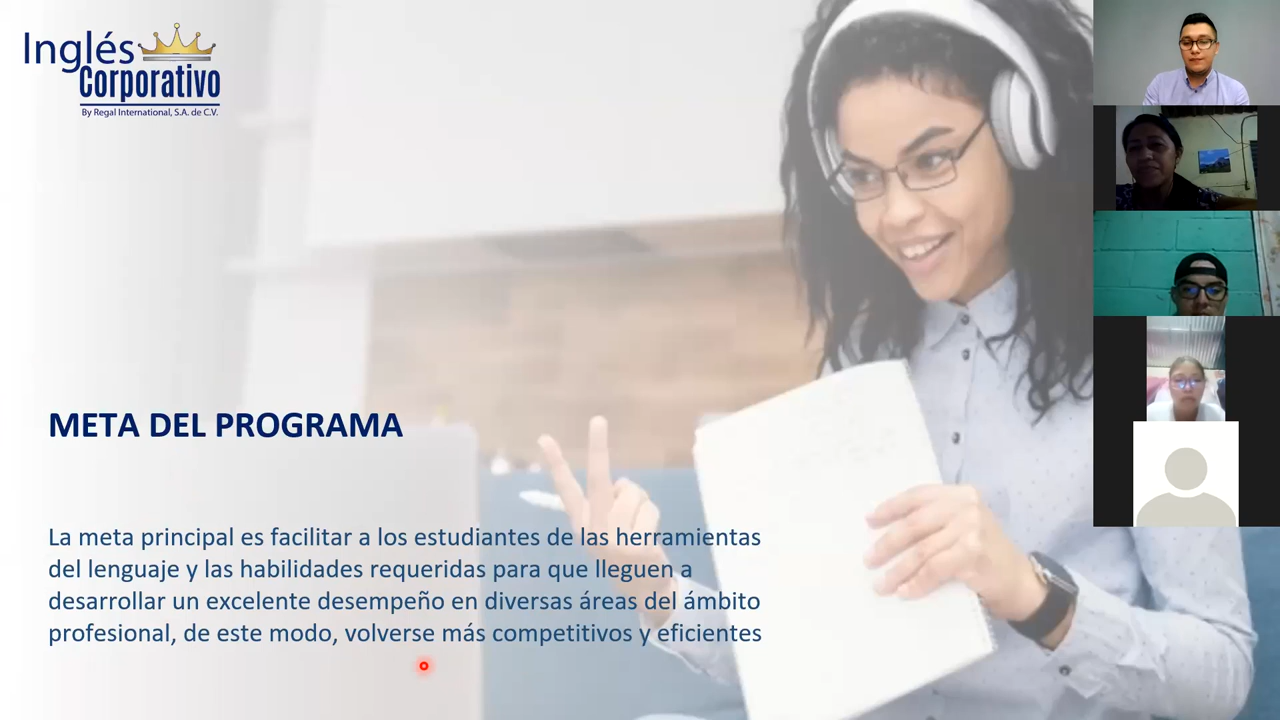 Inglés
Corporativo
By Regal International, S.A. de C.V.
META DEL PROGRAMA
La meta principal es facilitar a los estudiantes de las herramientas
del lenguaje y las habilidades requeridas para que lleguen a
desarrollar un excelente desempeño en diversas áreas del ámbito
profesional, de este modo, volverse más competitivos y eficientes